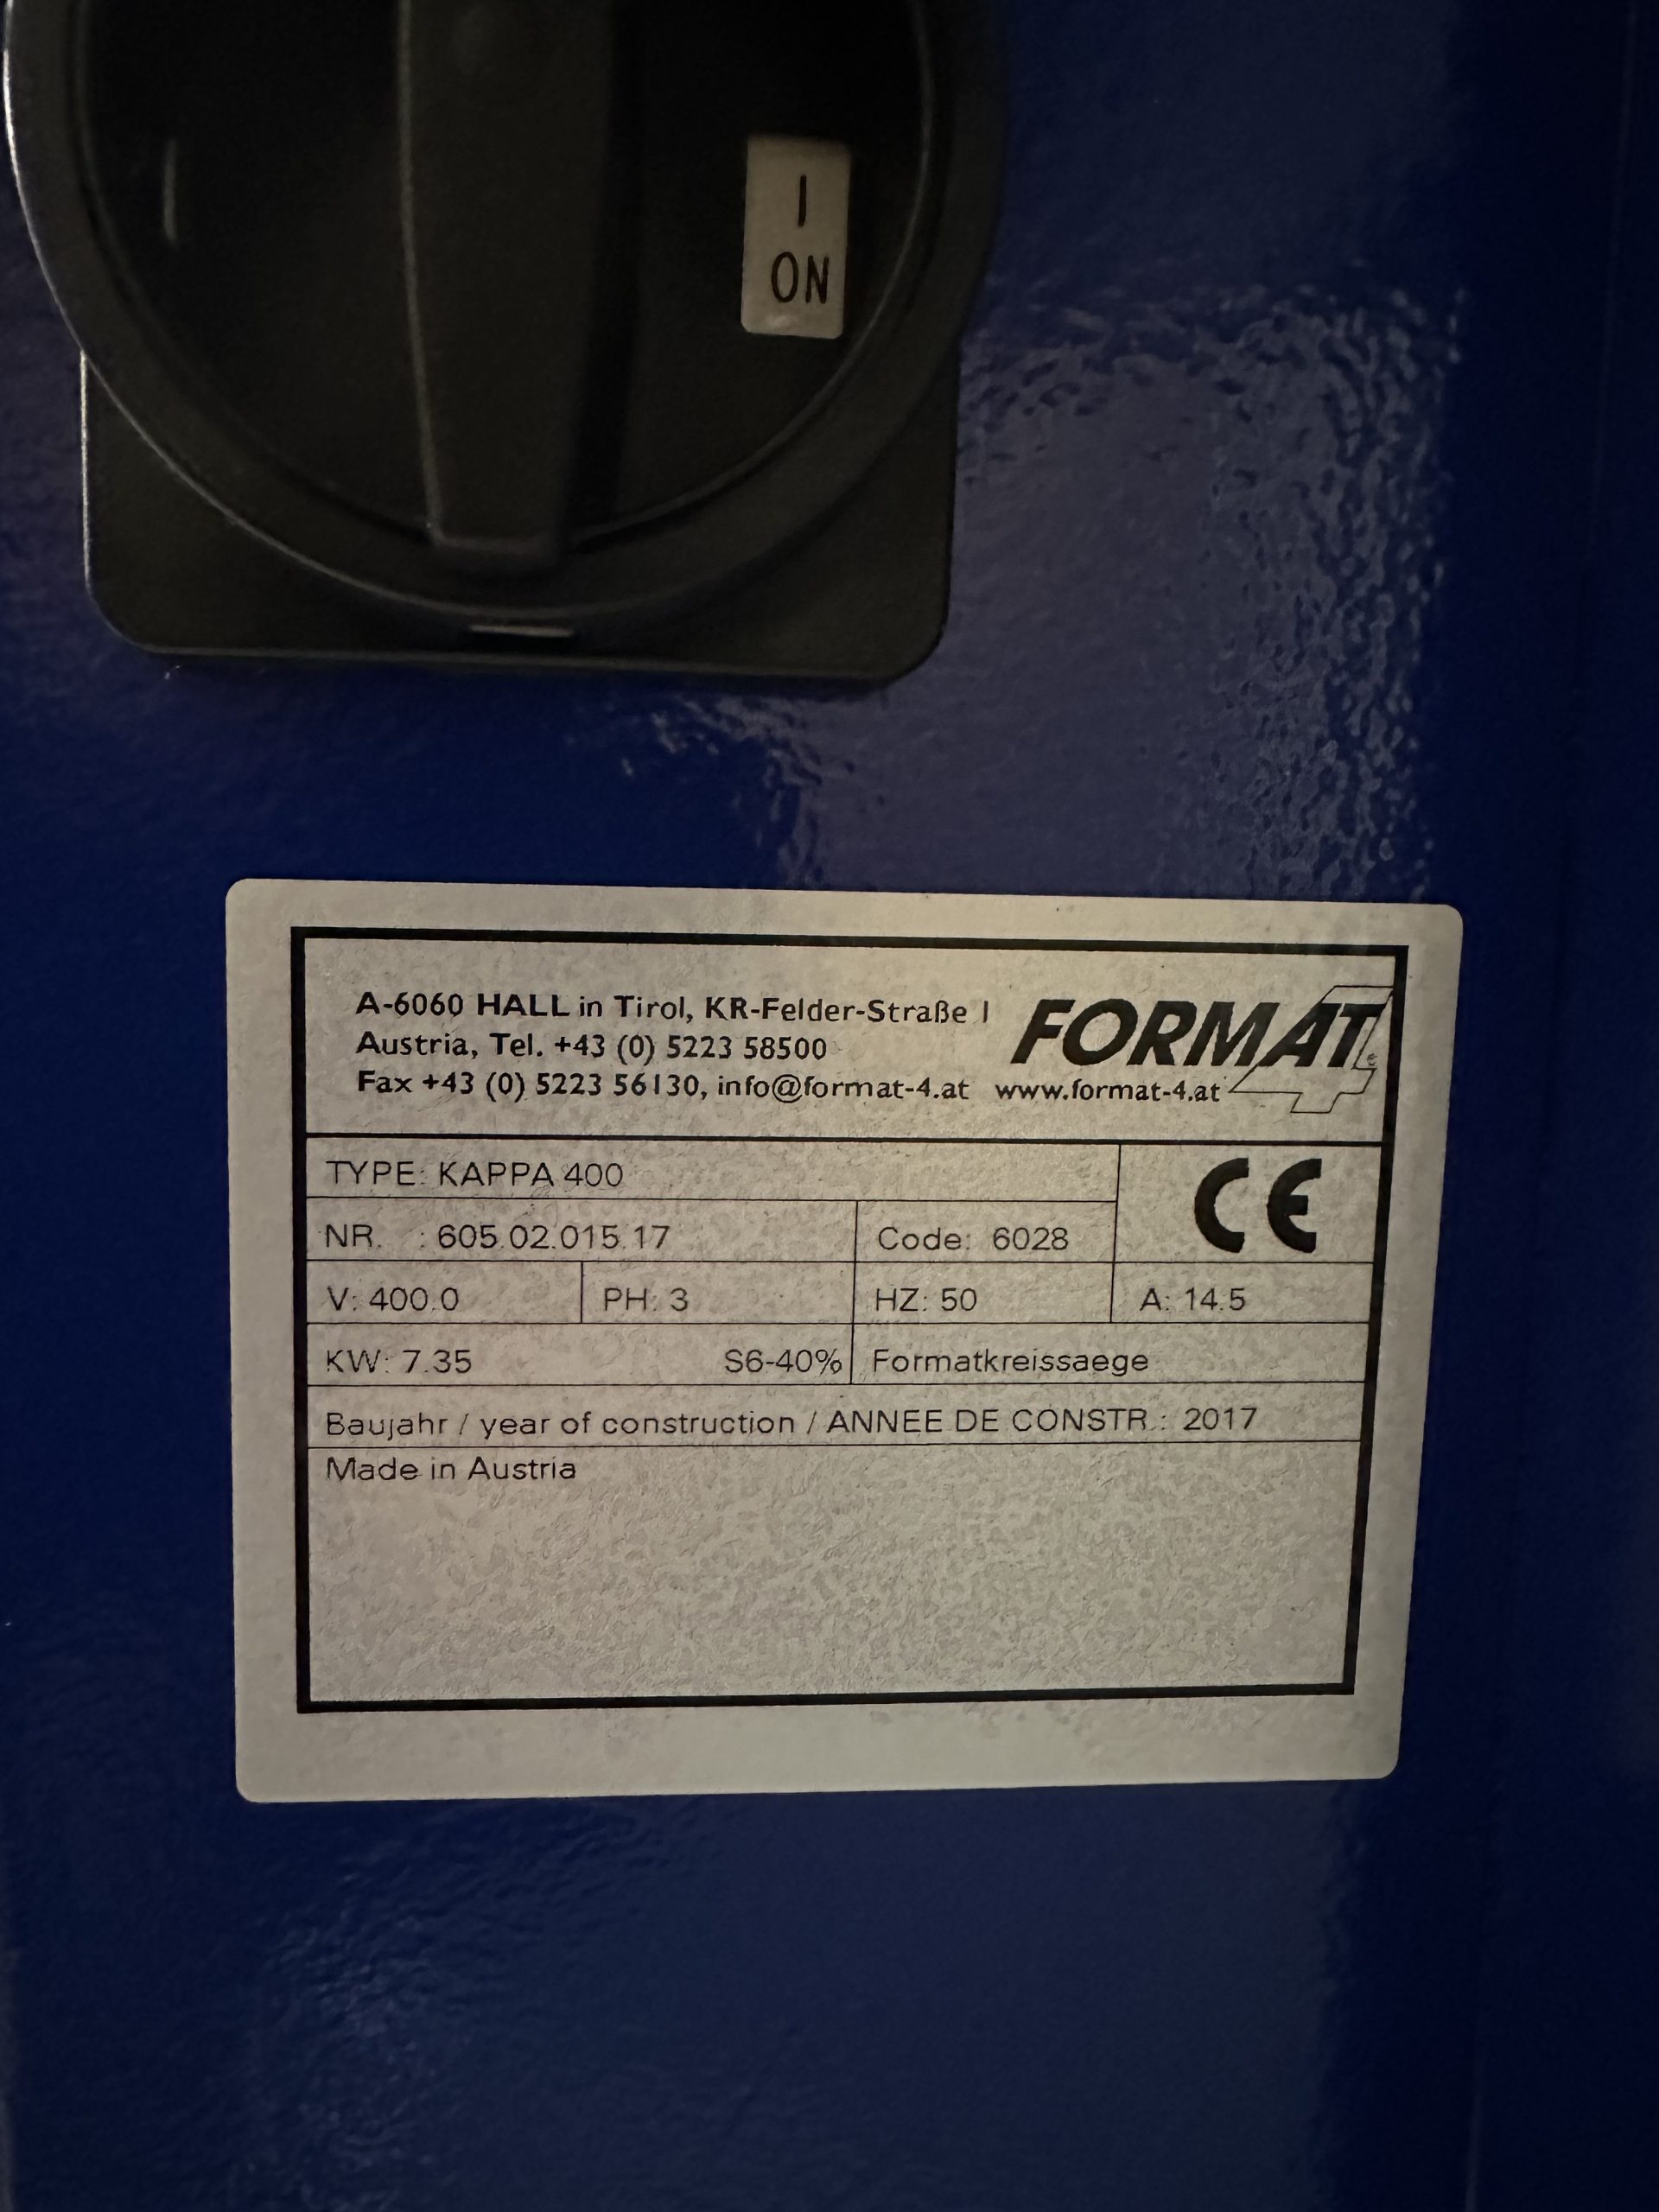 I
ON
A-6060 HALL in Tirol, KR-Felder-Straße 1
Austria, Tel. +43 (0) 5223 58500
Fax +43 (0) 5223 56130, info@format-4.at www.format-4.at
FORMAT 4
TYPE: KAPPA 400
CE
NR. : 605.02.015.17 Code: 6028
V: 400.0 PH: 3 HZ: 50 A: 14.5
KW: 7.35 S6-40% Formatkreissaege
Baujahr / year of construction / ANNEE DE CONSTR.: 2017
Made in Austria